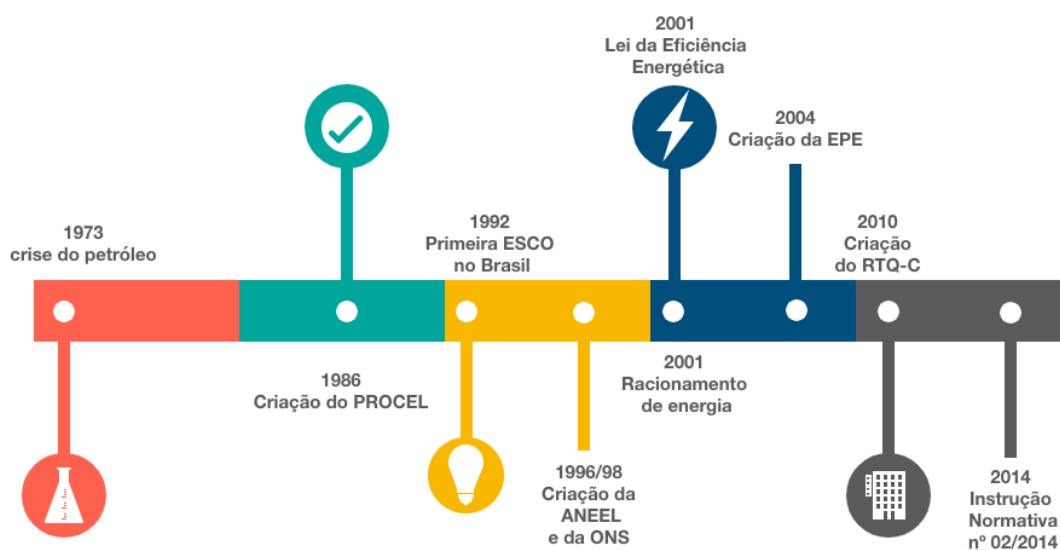 1973
crise do petróleo
1986
Criação do PROCEL
1992
Primeira ESCO
no Brasil
1996/98
Criação da
ANEEL
e da ONS
2001
Lei da Eficiência
Energética
2001
Racionamento
de energia
2004
Criação da EPE
2010
Criação
do RTQ-C
2014
Instrução
Normativa
nº 02/2014